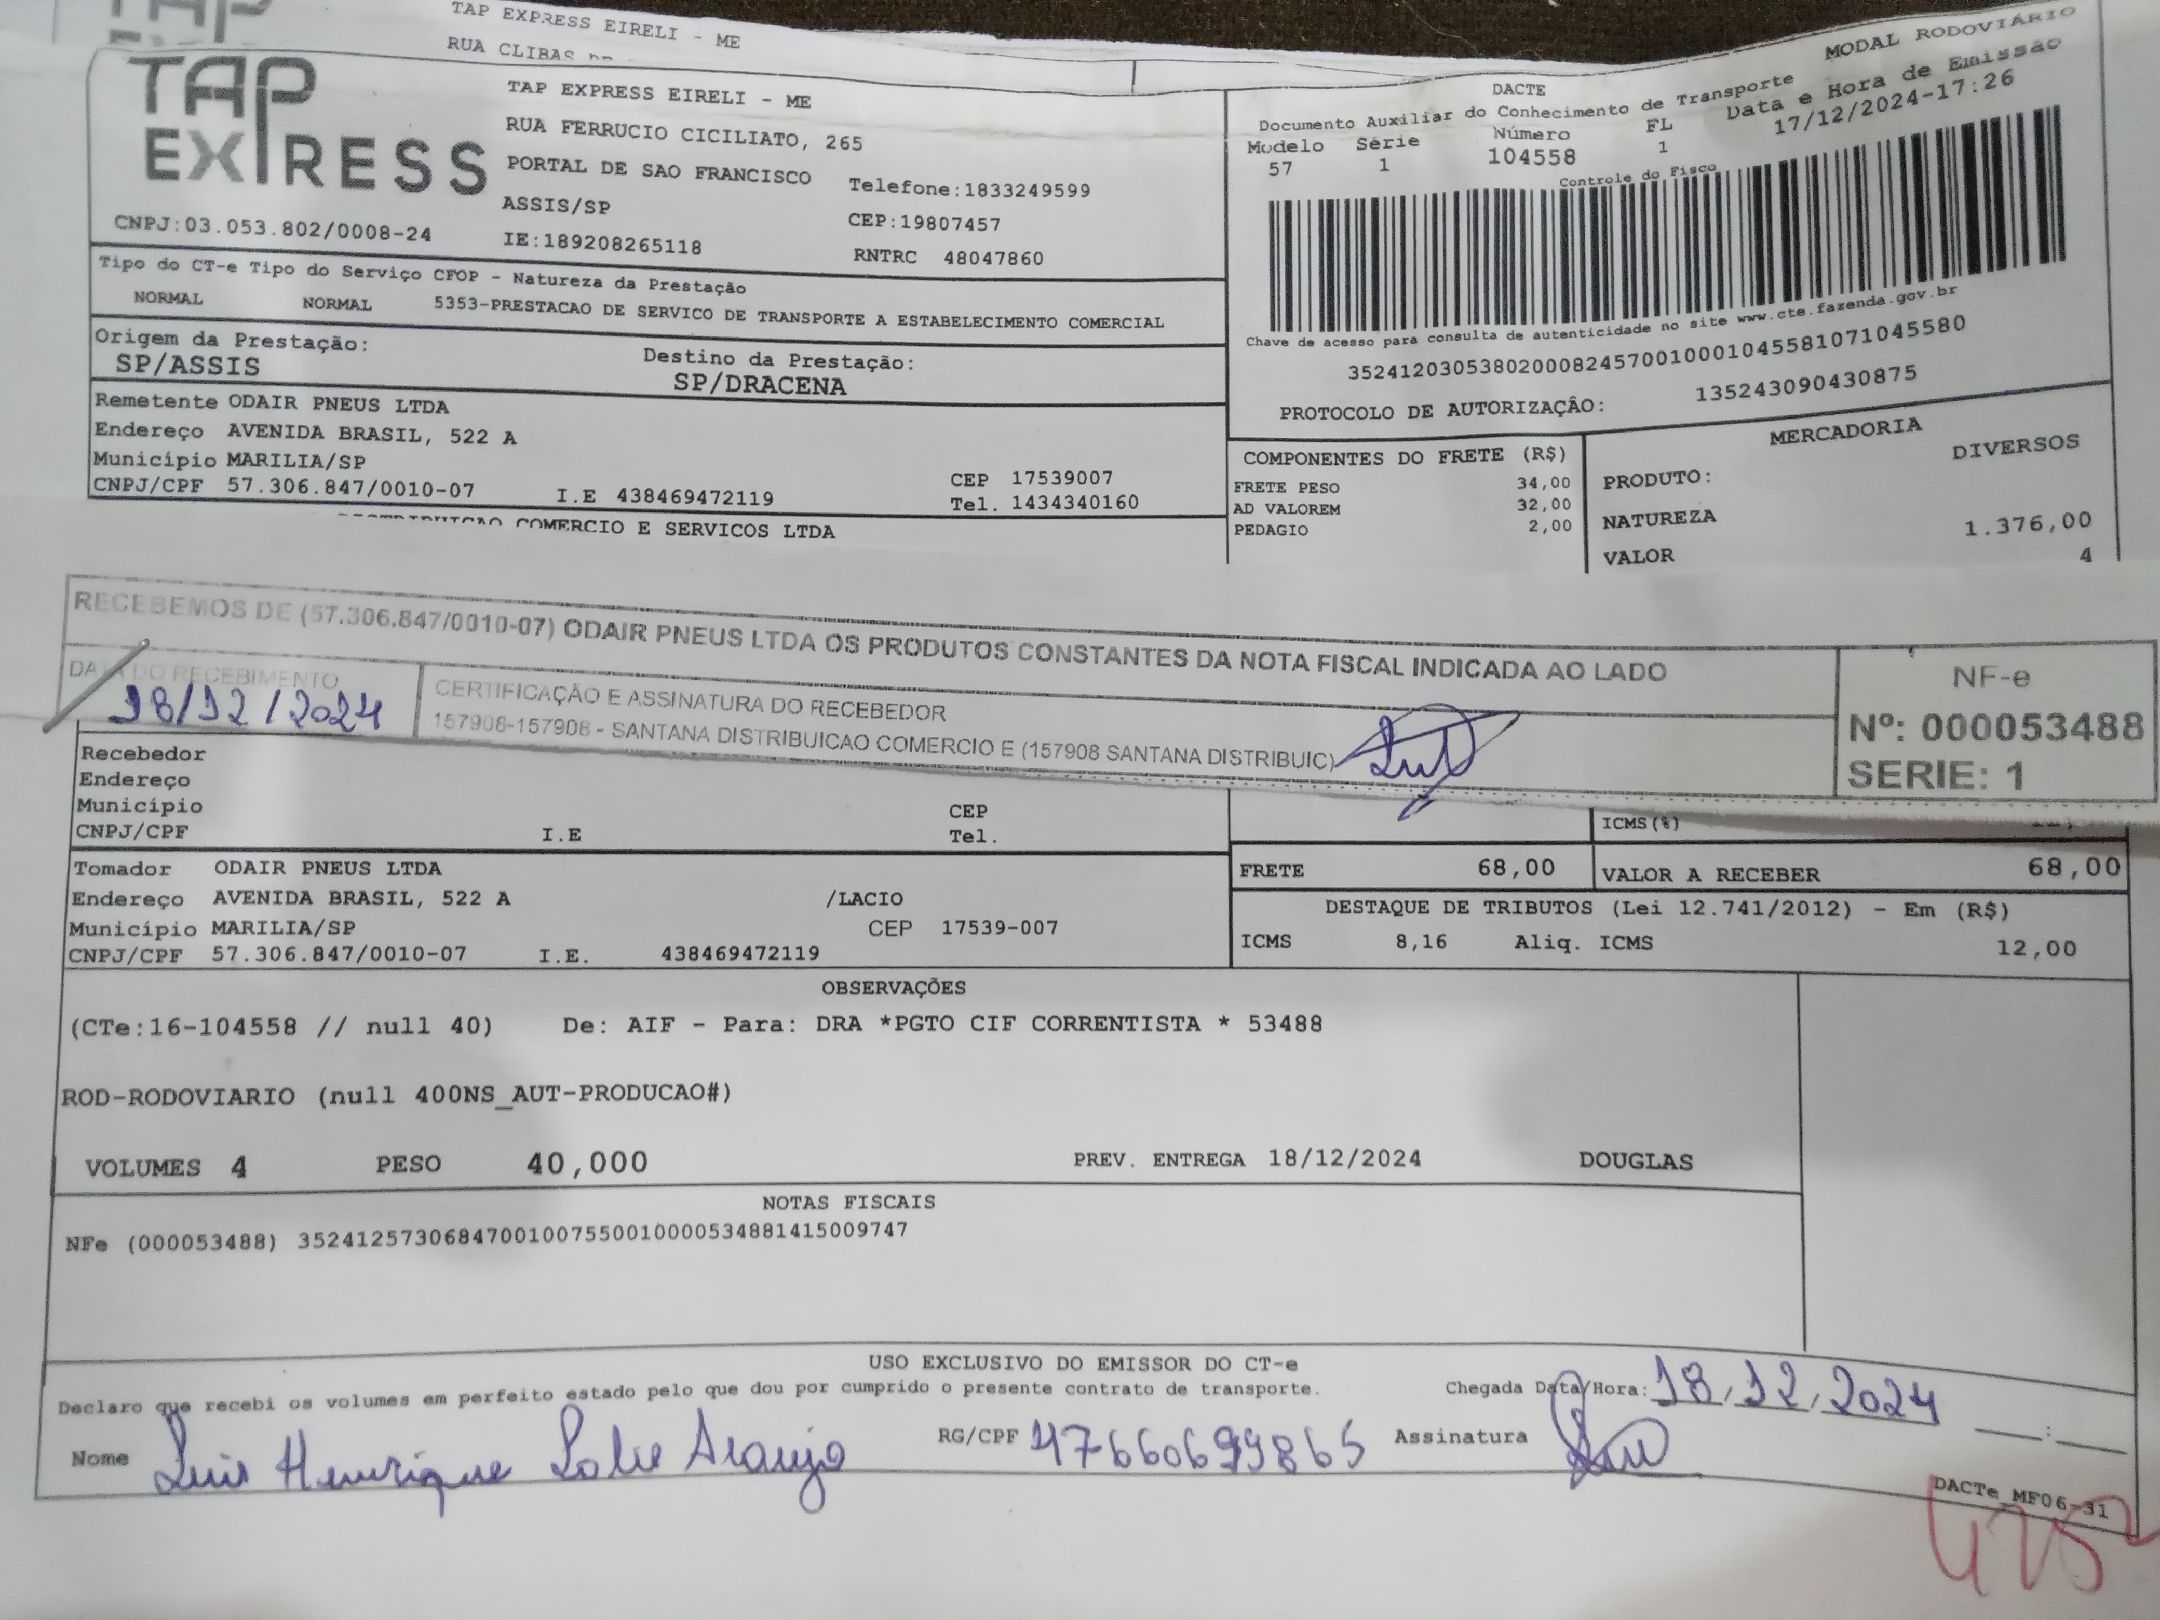 TAP EXPRESS EIRELI - ME
RUA CLIBAS
TAP EXPRESS
TAP EXPRESS EIRELI - ME
RUA FERRUCIO CICILIATO, 265
PORTAL DE SAO FRANCISCO Telefone:1833249599
ASSIS/SP CEP:19807457
CNPJ:03.053.802/0008-24 IE:189208265118 RNTRC 48047860
MODAL RODOVIÁRIO
DACTE
Documento Auxiliar do Conhecimento de Transporte Data e Hora de Emissão
Modelo Série Número FL 17/12/2024-17:26
57 1 104558 1
Controle do Fisco
Chave de acesso para consulta de autenticidade no site www.cte.fazenda.gov.br
35241203053802000824570010001045581071045580
PROTOCOLO DE AUTORIZAÇÃO: 135243090430875
Tipo do CT-e Tipo do Serviço CFOP - Natureza da Prestação
NORMAL NORMAL 5353-PRESTACAO DE SERVICO DE TRANSPORTE A ESTABELECIMENTO COMERCIAL
Origem da Prestação: Destino da Prestação:
SP/ASSIS SP/DRACENA
Remetente ODAIR PNEUS LTDA
Endereço AVENIDA BRASIL, 522 A
Município MARILIA/SP CEP 17539007
CNPJ/CPF 57.306.847/0010-07 I.E 438469472119 Tel. 1434340160
COMERCIO E SERVICOS LTDA
COMPONENTES DO FRETE (R$)
FRETE PESO 34,00
AD VALOREM 32,00
PEDAGIO 2,00
MERCADORIA
PRODUTO: DIVERSOS
NATUREZA 1.376,00
VALOR 4
RECEBEMOS DE (57.306.847/0010-07) ODAIR PNEUS LTDA OS PRODUTOS CONSTANTES DA NOTA FISCAL INDICADA AO LADO
DATA DO RECEBIMENTO
18/12/2024
CERTIFICAÇÃO E ASSINATURA DO RECEBEDOR
157908-157908 - SANTANA DISTRIBUICAO COMERCIO E (157908 SANTANA DISTRIBUIC)
NF-e
Nº: 000053488
SERIE: 1
Recebedor
Endereço
Município CEP
CNPJ/CPF I.E Tel.
ICMS(%)
Tomador ODAIR PNEUS LTDA
Endereço AVENIDA BRASIL, 522 A /LACIO
Município MARILIA/SP CEP 17539-007
CNPJ/CPF 57.306.847/0010-07 I.E. 438469472119
FRETE 68,00 VALOR A RECEBER 68,00
DESTAQUE DE TRIBUTOS (Lei 12.741/2012) - Em (R$)
ICMS 8,16 Aliq. ICMS 12,00
OBSERVAÇÕES
(CTe:16-104558 // null 40) De: AIF - Para: DRA *PGTO CIF CORRENTISTA * 53488
ROD-RODOVIARIO (null 400NS_AUT-PRODUCAO#)
VOLUMES 4 PESO 40,000 PREV. ENTREGA 18/12/2024 DOUGLAS
NOTAS FISCAIS
NFe (000053488) 35241257306847001007550010000534881415009747
USO EXCLUSIVO DO EMISSOR DO CT-e
Declaro que recebi os volumes em perfeito estado pelo que dou por cumprido o presente contrato de transporte. Chegada Data/Hora: 18/12/2024 __:__
Nome Luis Henrique Araujo RG/CPF 47660699865 Assinatura
DACTe_MF06-31